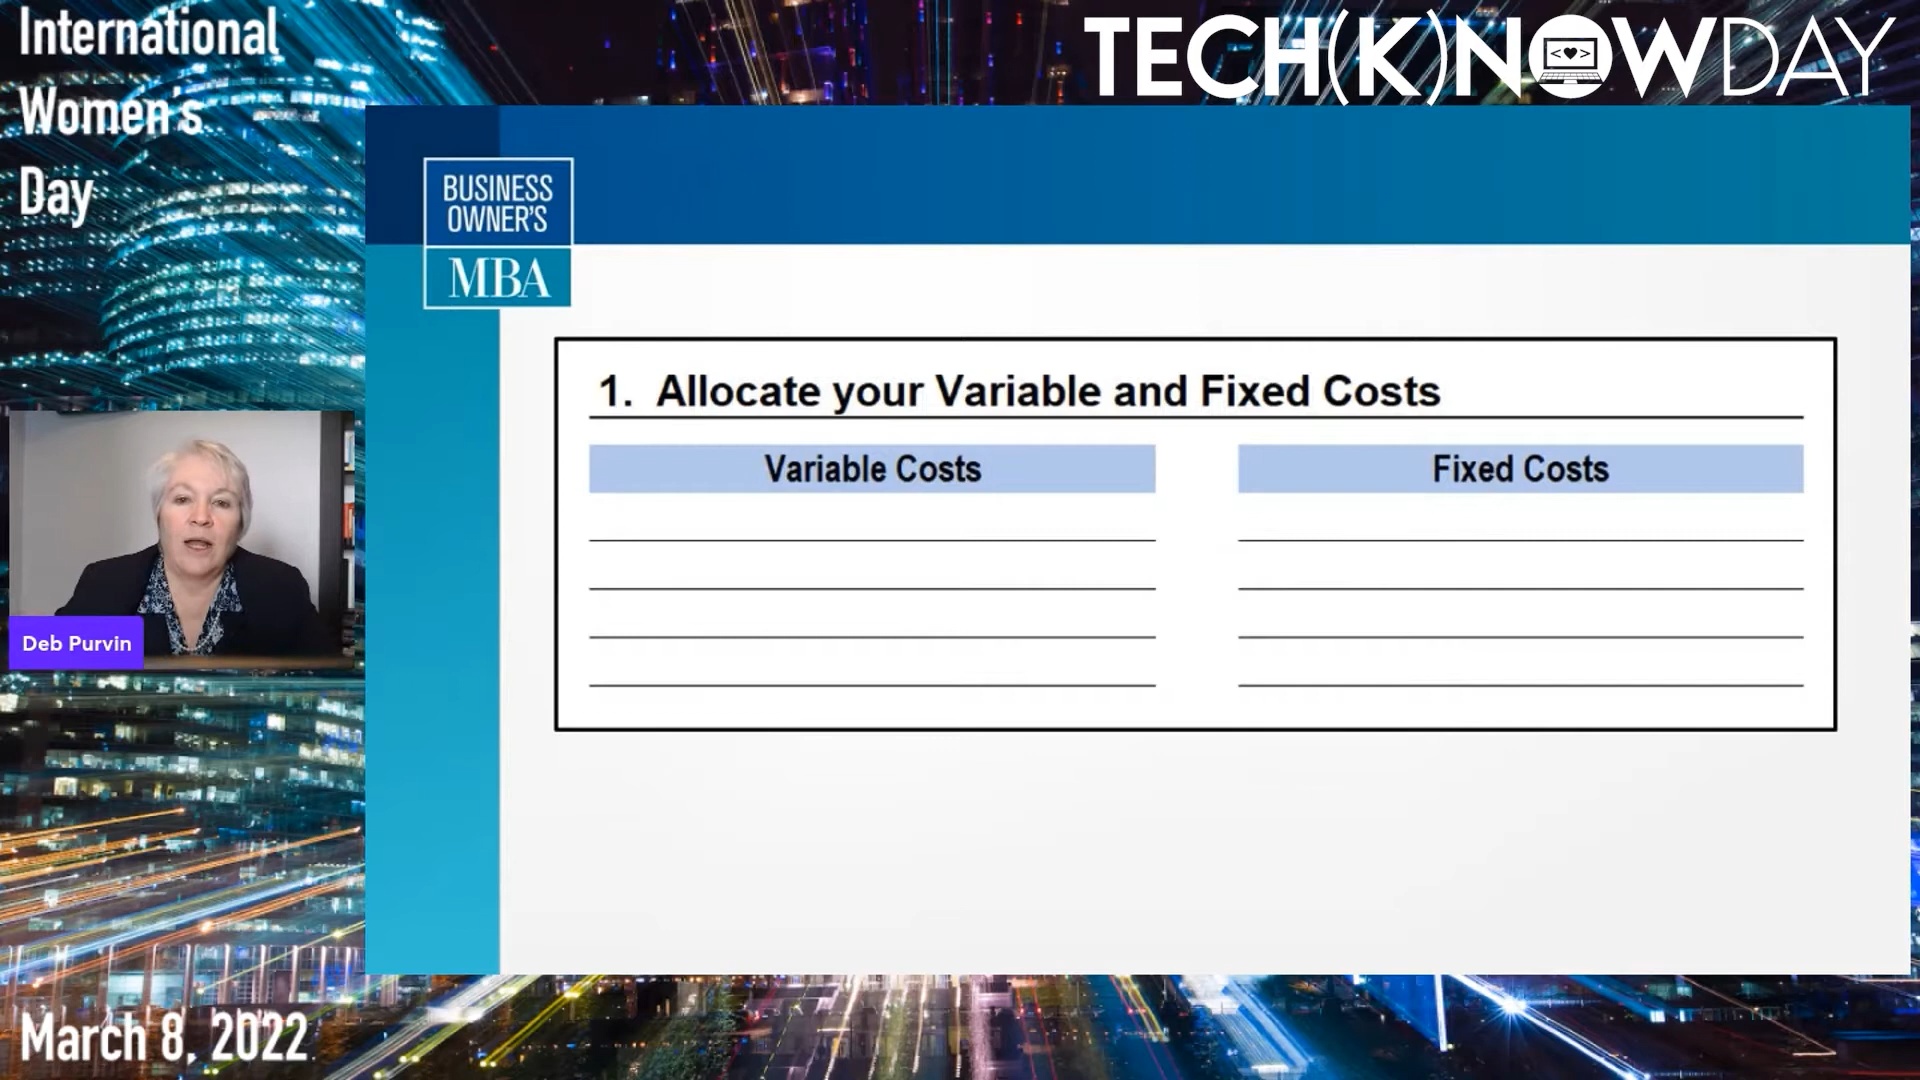 International
Women's
Day
TECH(K)NOWDAY
<♥>
BUSINESS
OWNER'S
MBA
1. Allocate your Variable and Fixed Costs
Variable Costs
Fixed Costs
Deb Purvin
March 8, 2022